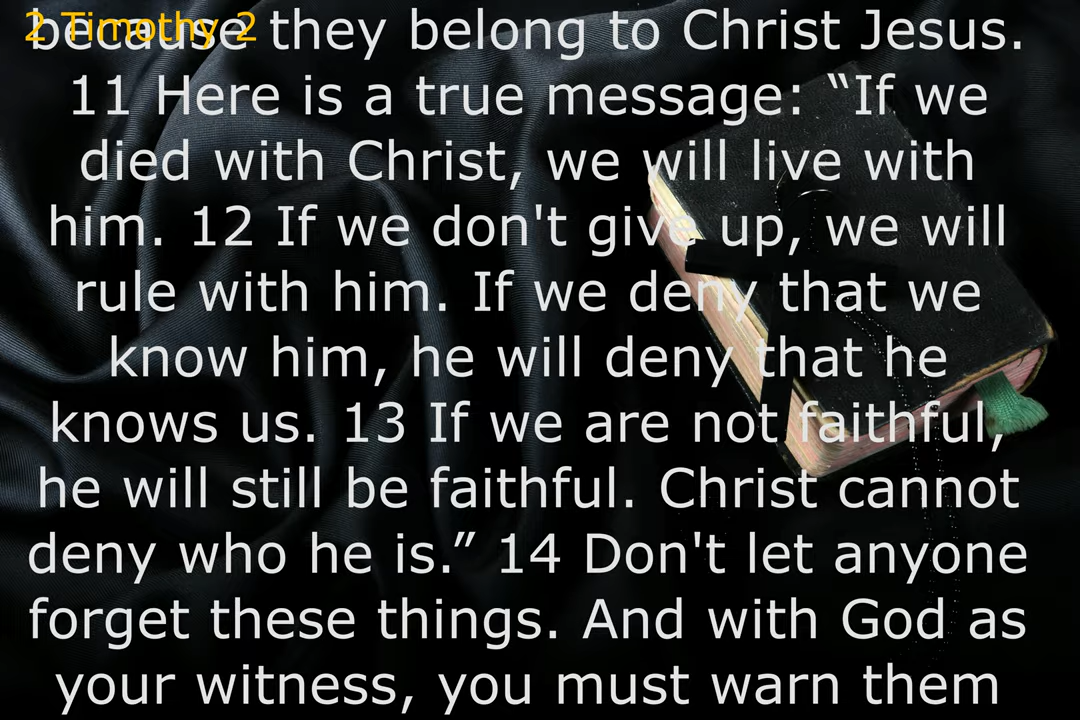 2 Timothy 2
because they belong to Christ Jesus.
11 Here is a true message: “If we
died with Christ, we will live with
him. 12 If we don't give up, we will
rule with him. If we deny that we
know him, he will deny that he
knows us. 13 If we are not faithful,
he will still be faithful. Christ cannot
deny who he is.” 14 Don't let anyone
forget these things. And with God as
your witness, you must warn them